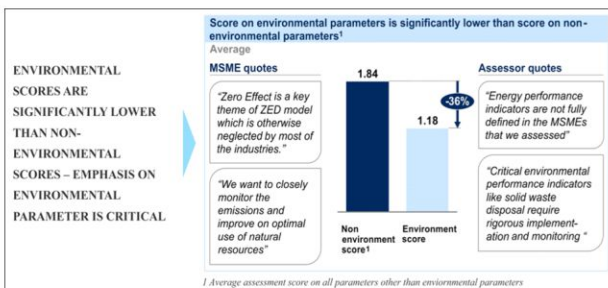 Score on environmental parameters is significantly lower than score on non-
environmental parameters¹
Average
ENVIRONMENTAL
SCORES ARE
SIGNIFICANTLY LOWER
THAN NON-
ENVIRONMENTAL
SCORES – EMPHASIS ON
ENVIRONMENTAL
PARAMETER IS CRITICAL
MSME quotes
"Zero Effect is a key
theme of ZED model
which is otherwise
neglected by most of
the industries."
"We want to closely
monitor the
emissions and
improve on optimal
use of natural
resources"
1.84
-36%
1.18
Non
environment
score¹
Environment
score
Assessor quotes
"Energy performance
indicators are not fully
defined in the MSMEs
that we assessed"
"Critical environmental
performance indicators
like solid waste
disposal require
rigorous implement-
ation and monitoring "
1 Average assessment score on all parameters other than enviornmental parameters